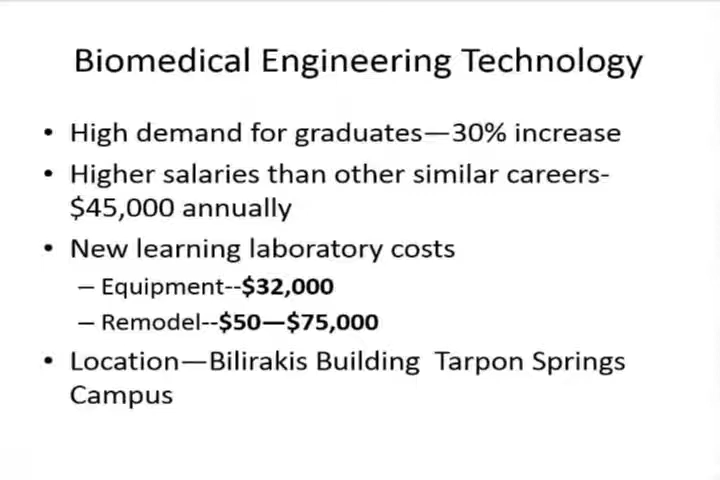 Biomedical Engineering Technology
• High demand for graduates—30% increase
• Higher salaries than other similar careers-
$45,000 annually
• New learning laboratory costs
– Equipment--$32,000
– Remodel--$50—$75,000
• Location—Bilirakis Building  Tarpon Springs
Campus